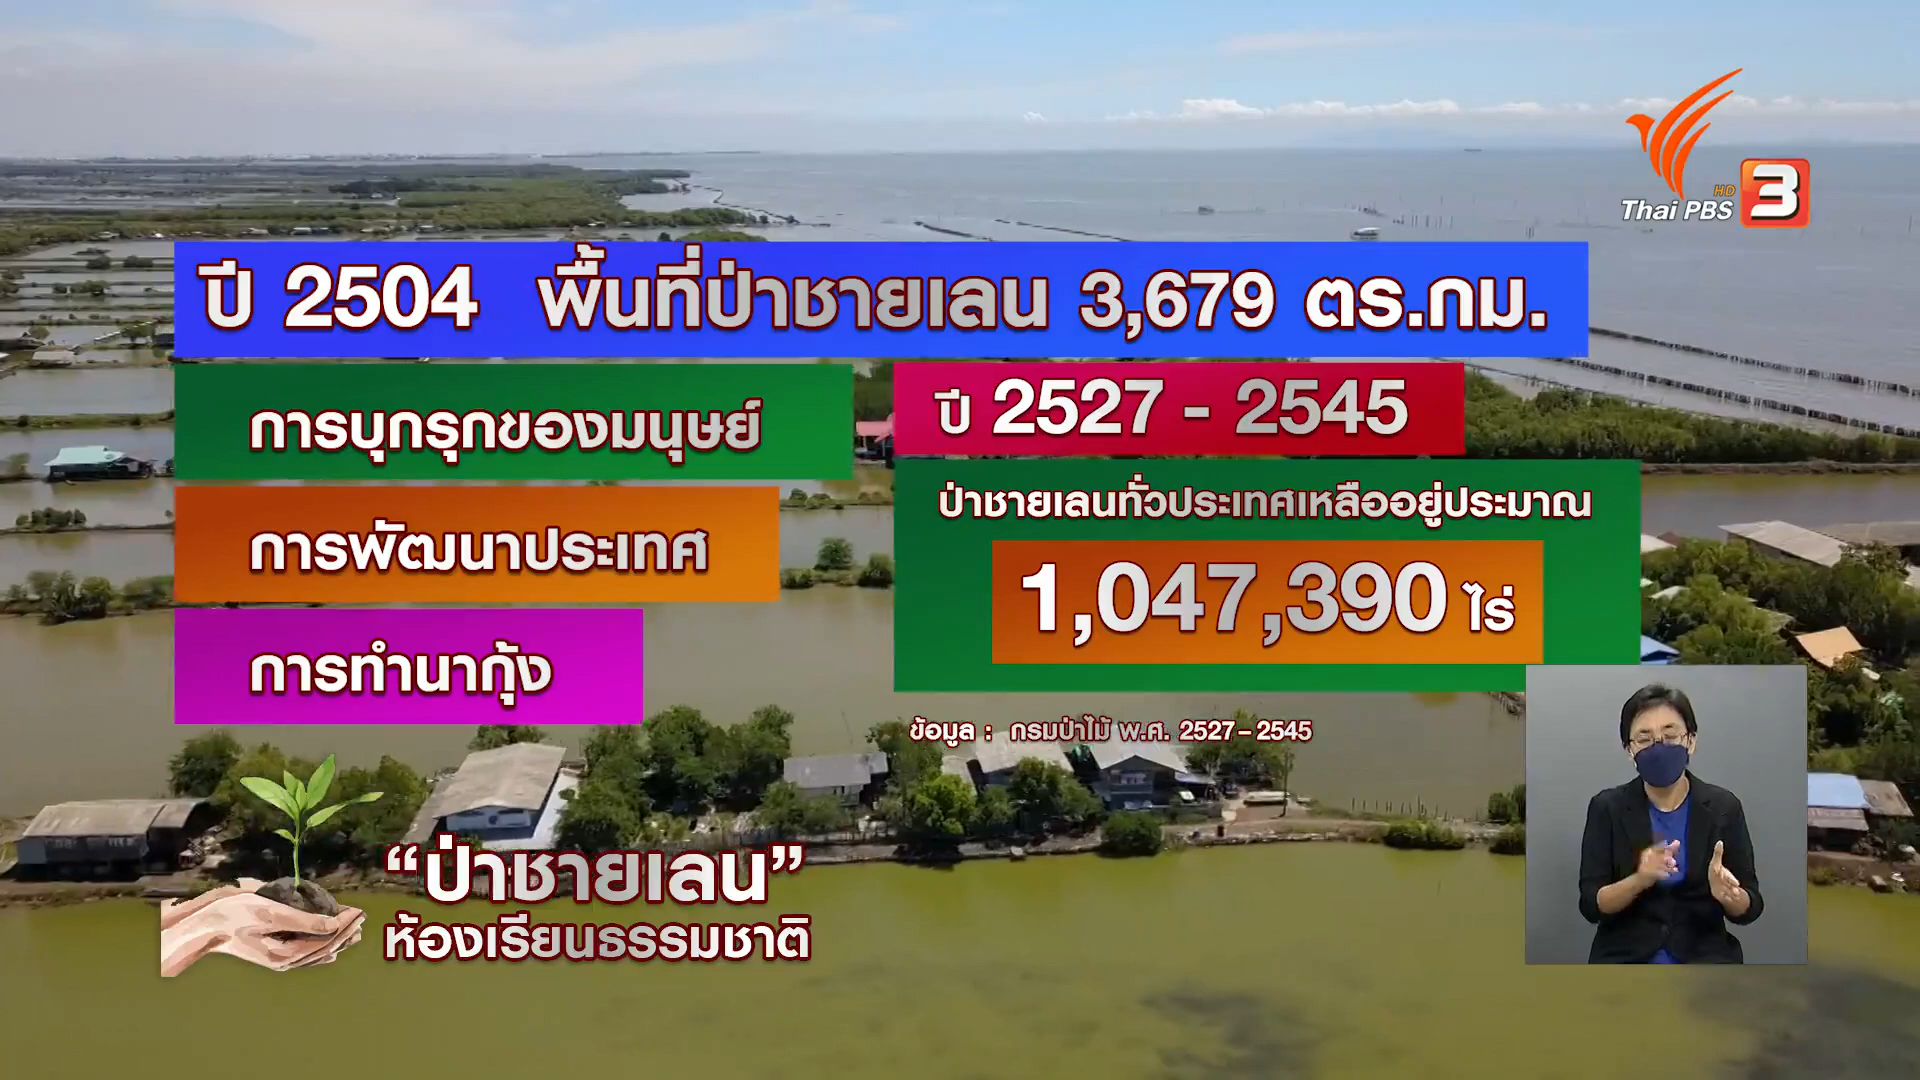 HD
Thai PBS 3
ปี 2504 พื้นที่ป่าชายเลน 3,679 ตร.กม.
การบุกรุกของมนุษย์
การพัฒนาประเทศ
การทำนากุ้ง
ปี 2527 - 2545
ป่าชายเลนทั่วประเทศเหลืออยู่ประมาณ
1,047,390 ไร่
ข้อมูล : กรมป่าไม้ พ.ศ. 2527 - 2545
“ป่าชายเลน”
ห้องเรียนธรรมชาติ